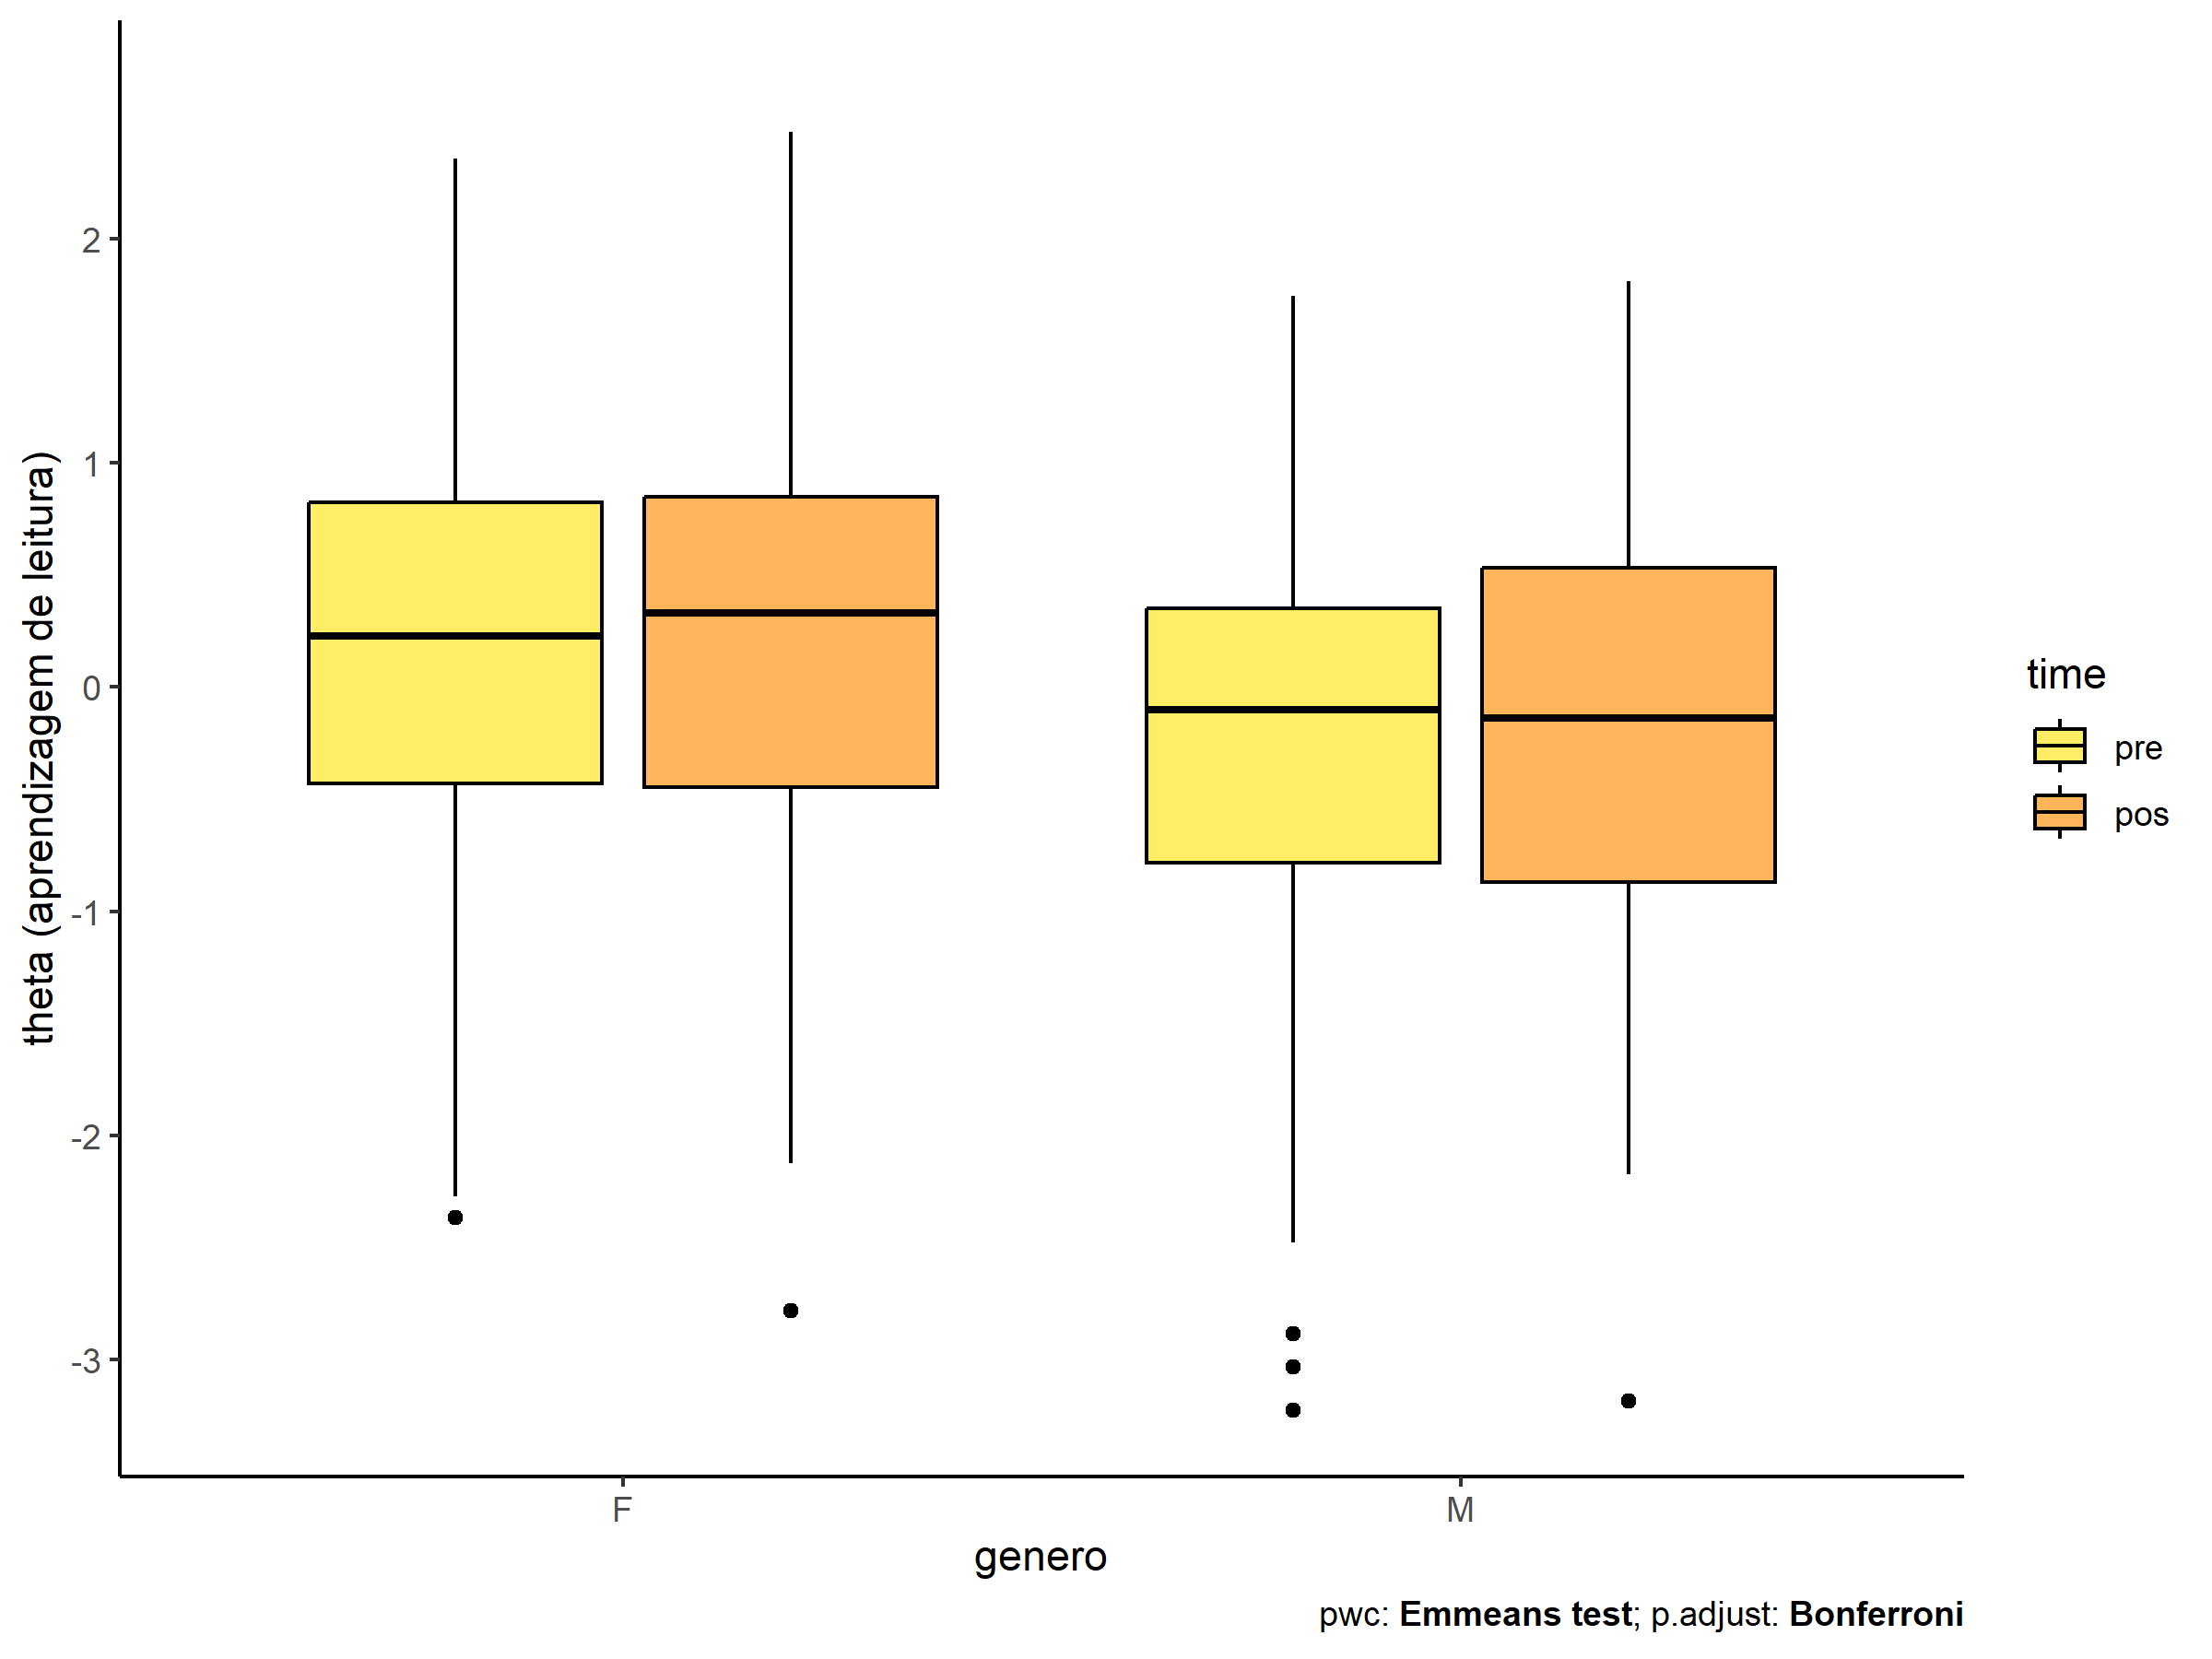 theta (aprendizagem de leitura)
2
1
0
-1
-2
-3
F
M
genero
time
pre
pos
pwc: Emmeans test; p.adjust: Bonferroni